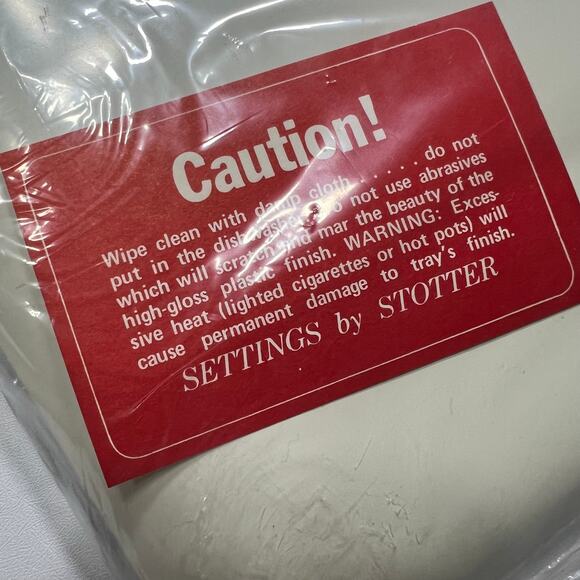 Caution!
Wipe clean with damp cloth . . . . . do not
put in the dishwasher. Do not use abrasives
which will scratch and mar the beauty of the
high-gloss plastic finish. WARNING: Exces-
sive heat (lighted cigarettes or hot pots) will
cause permanent damage to tray's finish.
SETTINGS by STOTTER